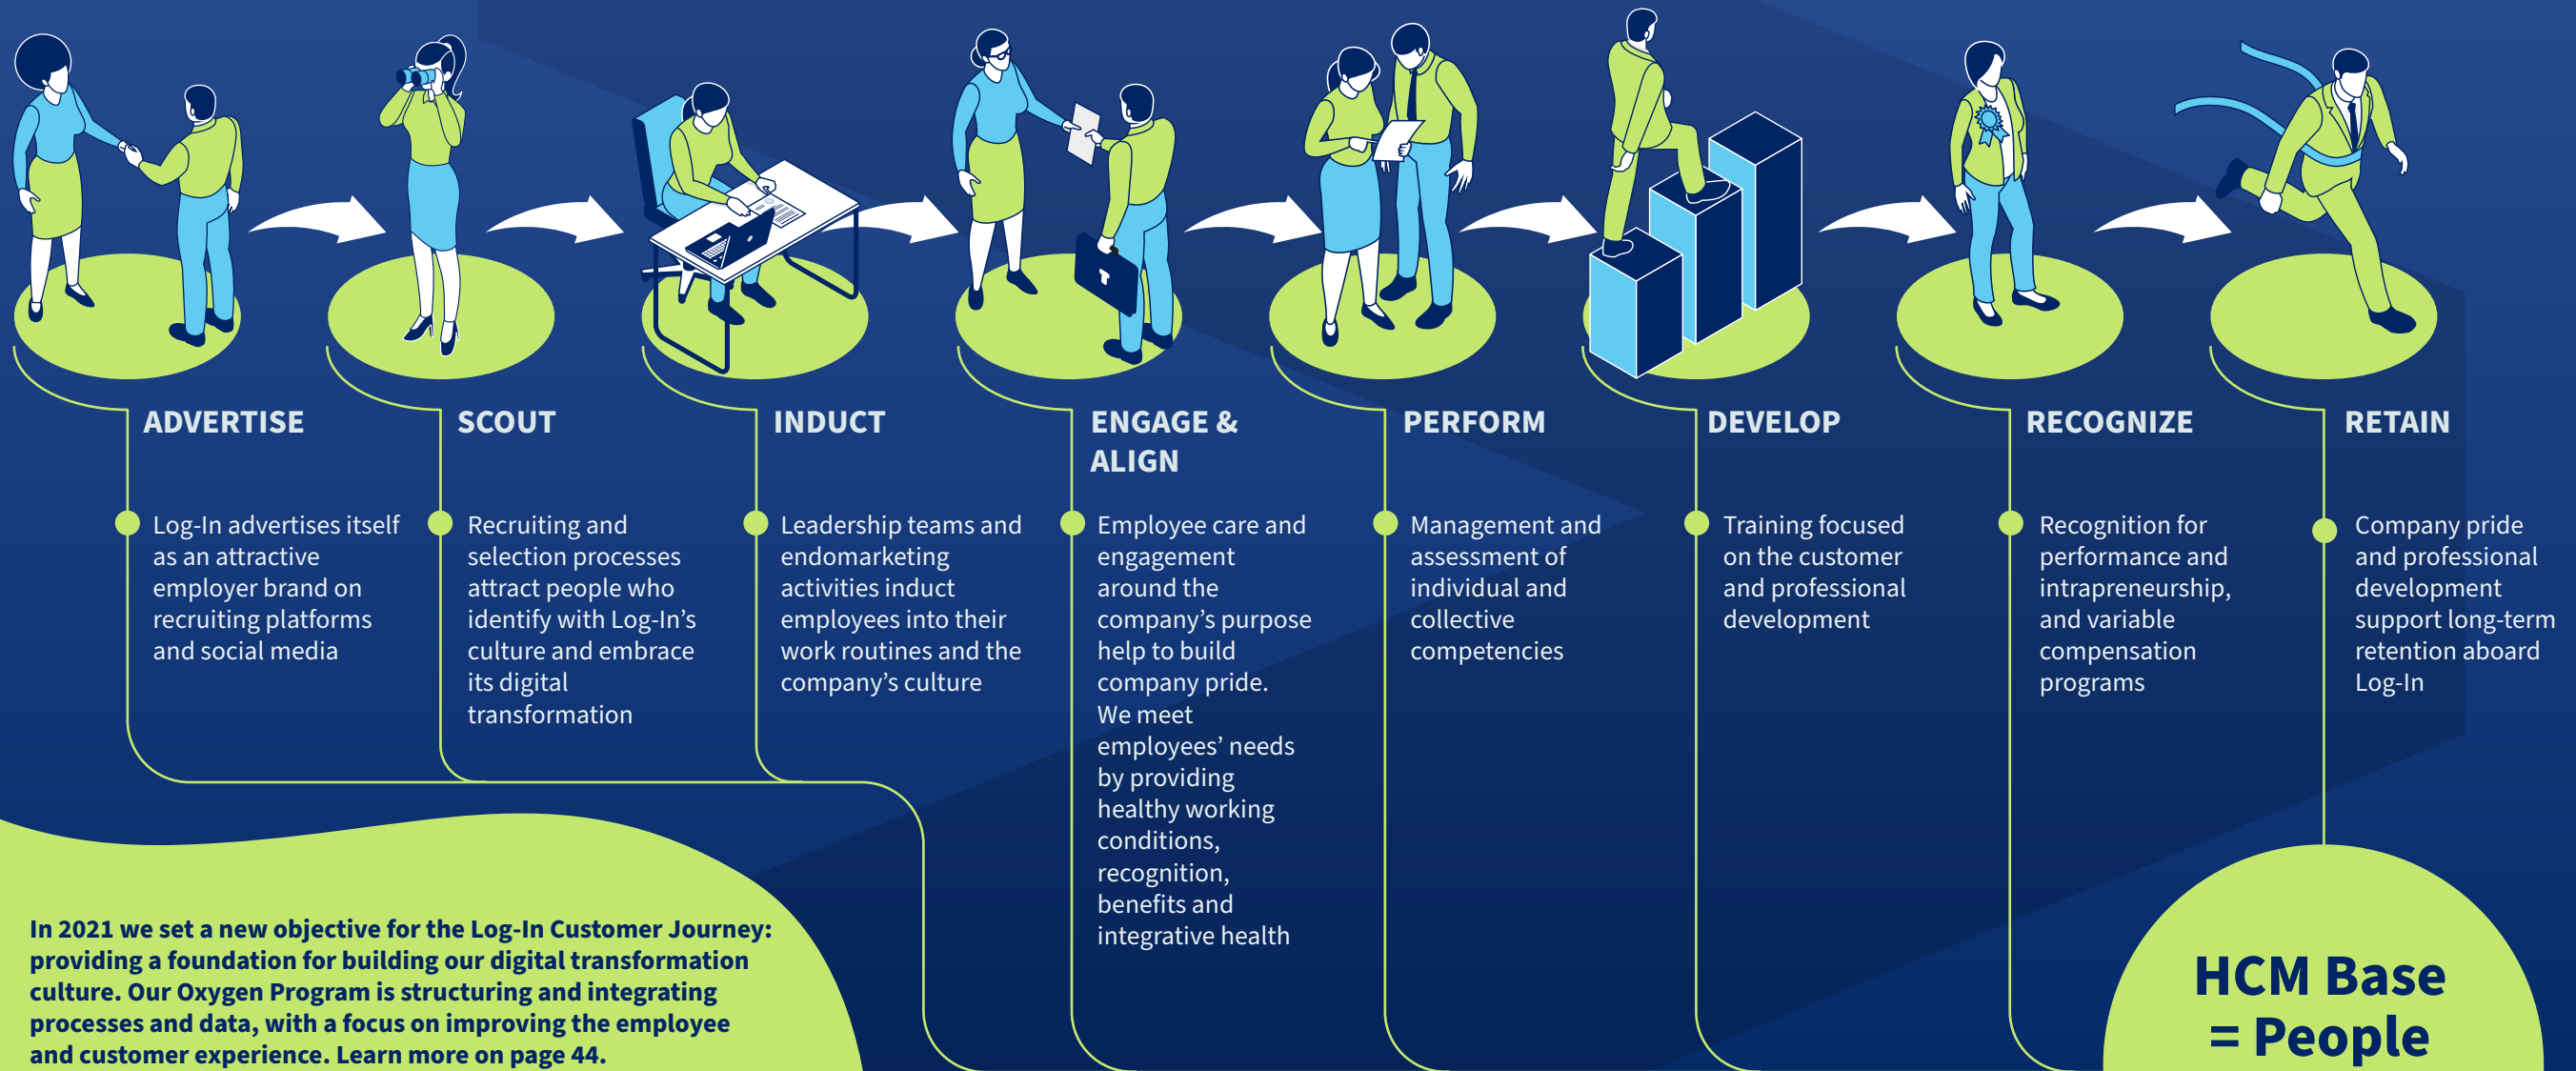 ADVERTISE
Log-In advertises itself
as an attractive
employer brand on
recruiting platforms
and social media
SCOUT
Recruiting and
selection processes
attract people who
identify with Log-In’s
culture and embrace
its digital
transformation
INDUCT
Leadership teams and
endomarketing
activities induct
employees into their
work routines and the
company’s culture
ENGAGE &
ALIGN
Employee care and
engagement
around the
company’s purpose
help to build
company pride.
We meet
employees’ needs
by providing
healthy working
conditions,
recognition,
benefits and
integrative health
PERFORM
Management and
assessment of
individual and
collective
competencies
DEVELOP
Training focused
on the customer
and professional
development
RECOGNIZE
Recognition for
performance and
intrapreneurship,
and variable
compensation
programs
RETAIN
Company pride
and professional
development
support long-term
retention aboard
Log-In
In 2021 we set a new objective for the Log-In Customer Journey:
providing a foundation for building our digital transformation
culture. Our Oxygen Program is structuring and integrating
processes and data, with a focus on improving the employee
and customer experience. Learn more on page 44.
HCM Base
= People